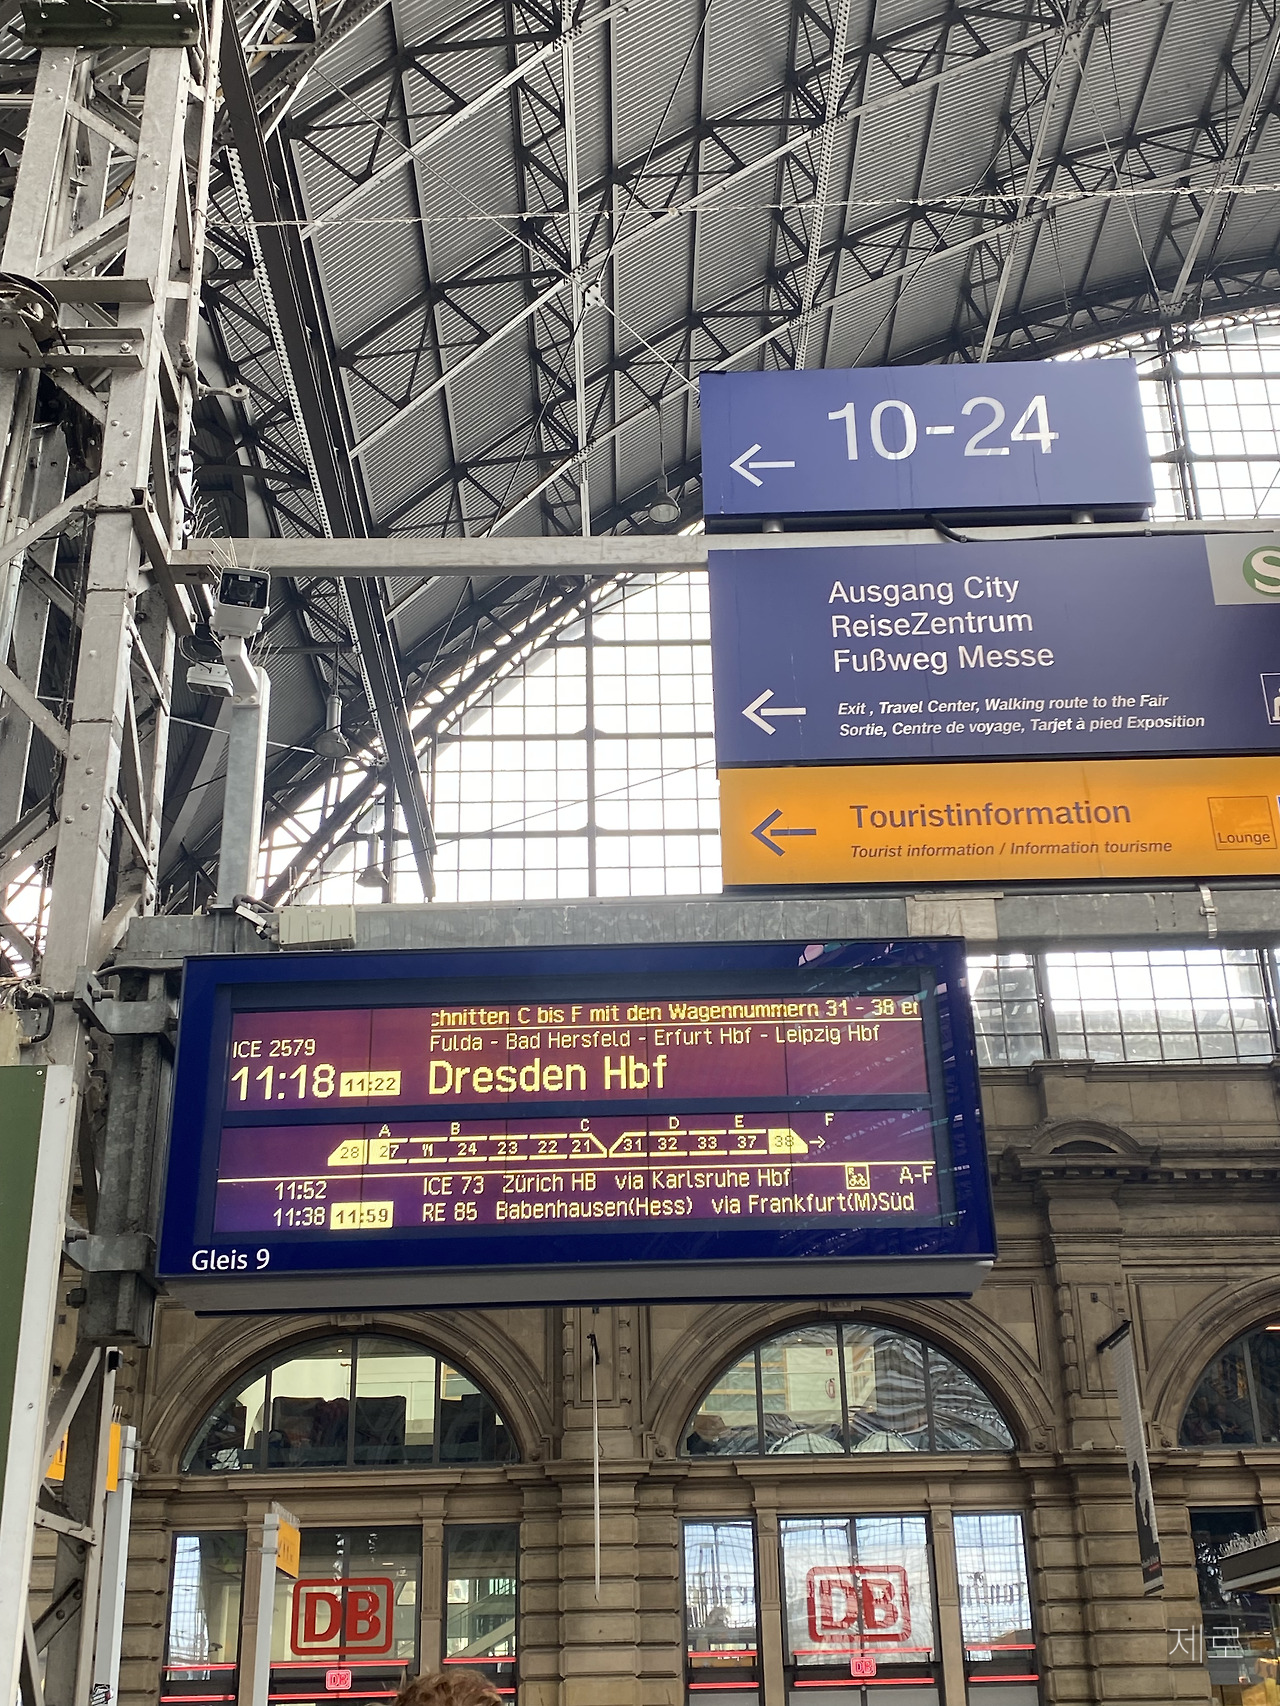 10-24
Ausgang City
ReiseZentrum
Fußweg Messe
Exit , Travel Center, Walking route to the Fair
Sortie, Centre de voyage, Tarjet à pied Exposition
S
Touristinformation
Tourist information / Information tourisme
Lounge
chnitten C bis F mit den Wagennummern 31 - 38 er
ICE 2579
Fulda - Bad Hersfeld - Erfurt Hbf - Leipzig Hbf
11:18 11:22 Dresden Hbf
A B C D E F
28 27 24 23 22 21 31 32 33 37 38
11:52 ICE 73 Zürich HB via Karlsruhe Hbf A-F
11:38 11:59 RE 85 Babenhausen(Hess) via Frankfurt(M)Süd
Gleis 9
DB DB
DB DB
제로